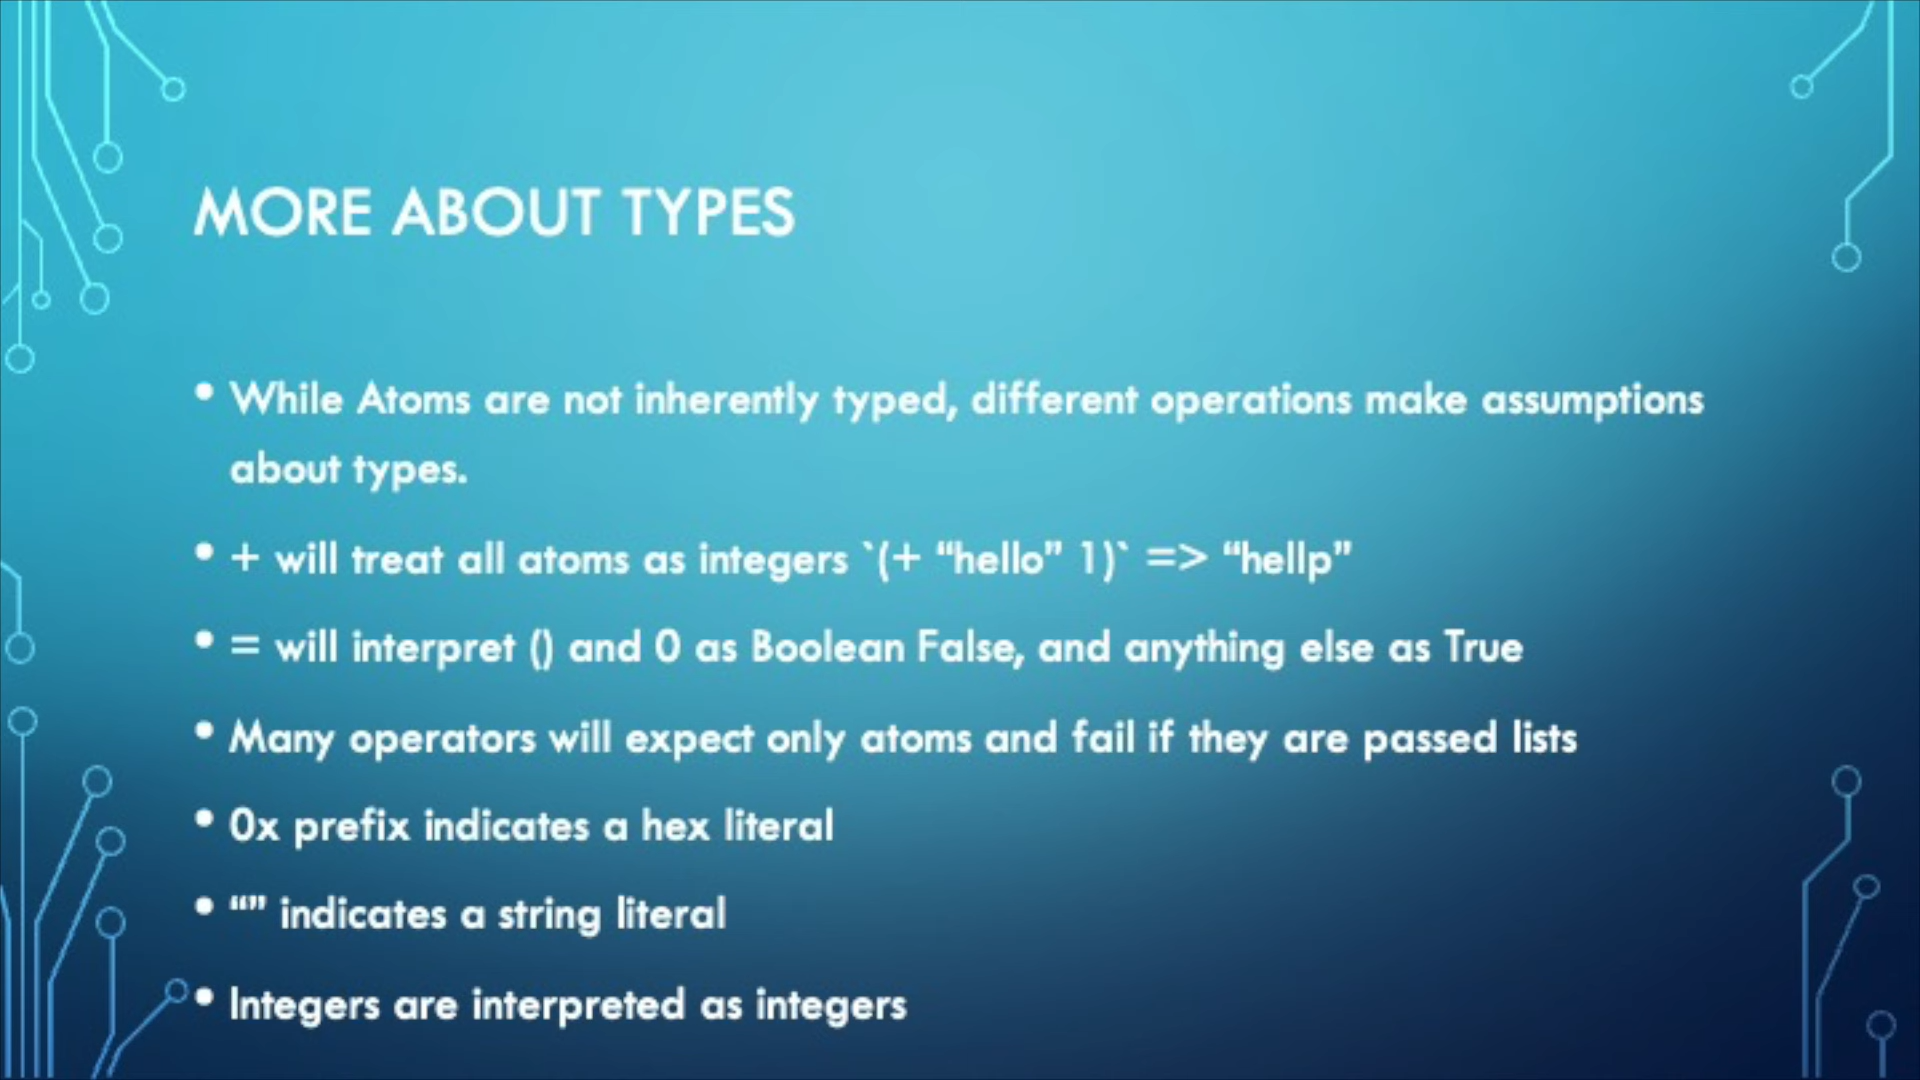 MORE ABOUT TYPES
• While Atoms are not inherently typed, different operations make assumptions
about types.
• + will treat all atoms as integers `(+ “hello” 1)` => “hellp”
• = will interpret () and 0 as Boolean False, and anything else as True
• Many operators will expect only atoms and fail if they are passed lists
• 0x prefix indicates a hex literal
• “” indicates a string literal
• Integers are interpreted as integers